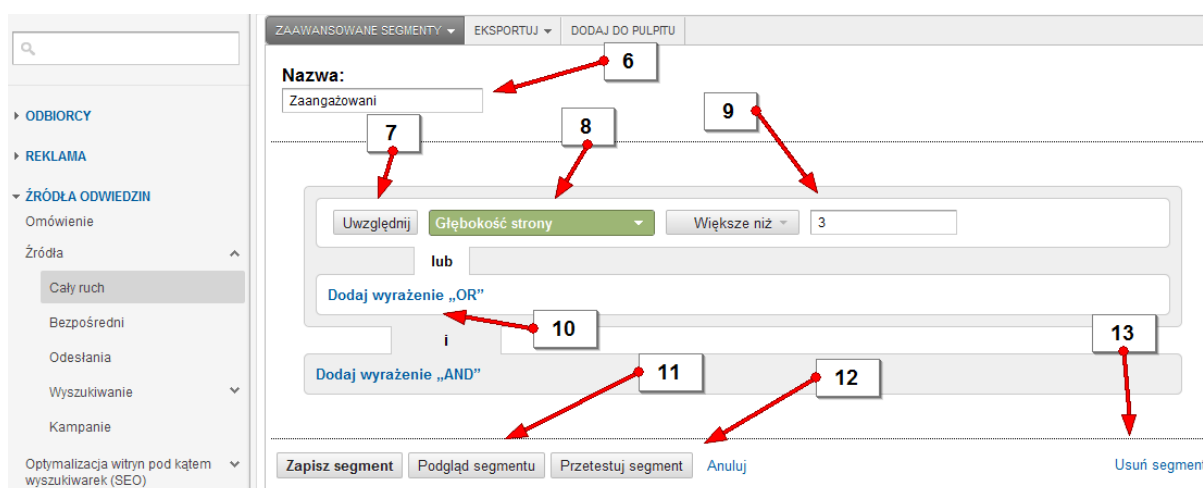 ZAAWANSOWANE SEGMENTY EKSPORTUJ DODAJ DO PULPITU
6
Nazwa:
Zaangażowani
ODBIORCY
REKLAMA
ŹRÓDŁA ODWIEDZIN
Omówienie
Źródła
Cały ruch
Bezpośredni
Odesłania
Wyszukiwanie
Kampanie
Optymalizacja witryn pod kątem
wyszukiwarek (SEO)
7
8
9
Uwzględnij Głębokość strony Większe niż 3
lub
Dodaj wyrażenie „OR”
10
i
Dodaj wyrażenie „AND”
11
12
13
Zapisz segment Podgląd segmentu Przetestuj segment Anuluj Usuń segment